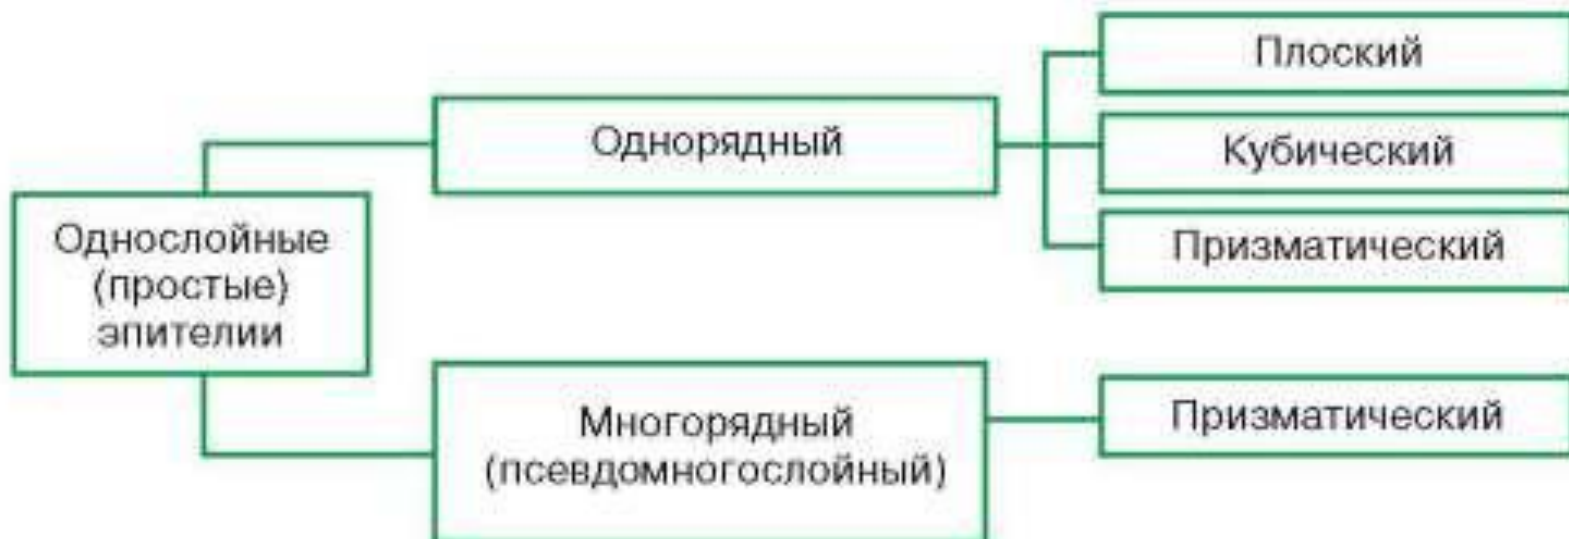 Однослойные
(простые)
эпителии
Однорядный
Плоский
Кубический
Призматический
Многорядный
(псевдомногослойный)
Призматический